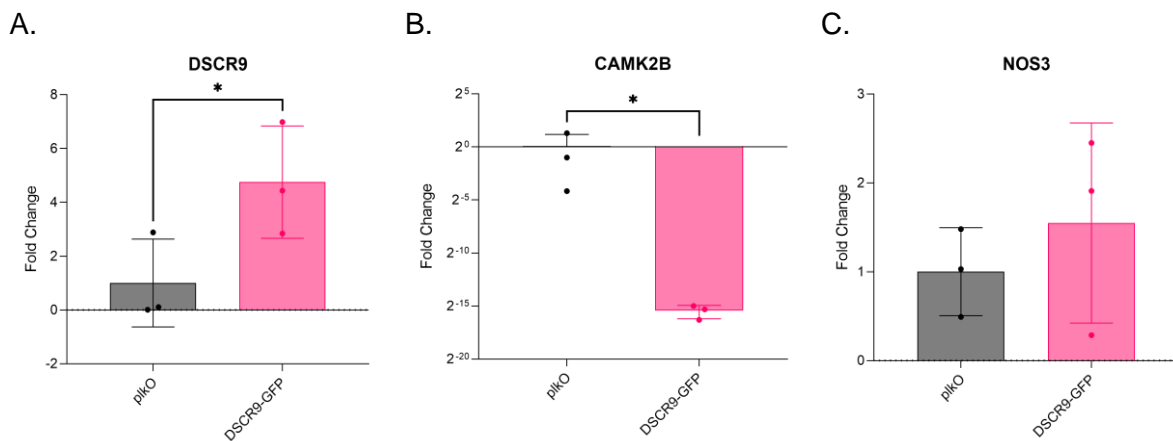 A.
DSCR9
Fold Change
8
6
4
2
0
-2
*
plkO
DSCR9-GFP
B.
CAMK2B
Fold Change
2^5
2^0
2^-5
2^-10
2^-15
2^-20
*
plkO
DSCR9-GFP
C.
NOS3
Fold Change
3
2
1
0
plkO
DSCR9-GFP